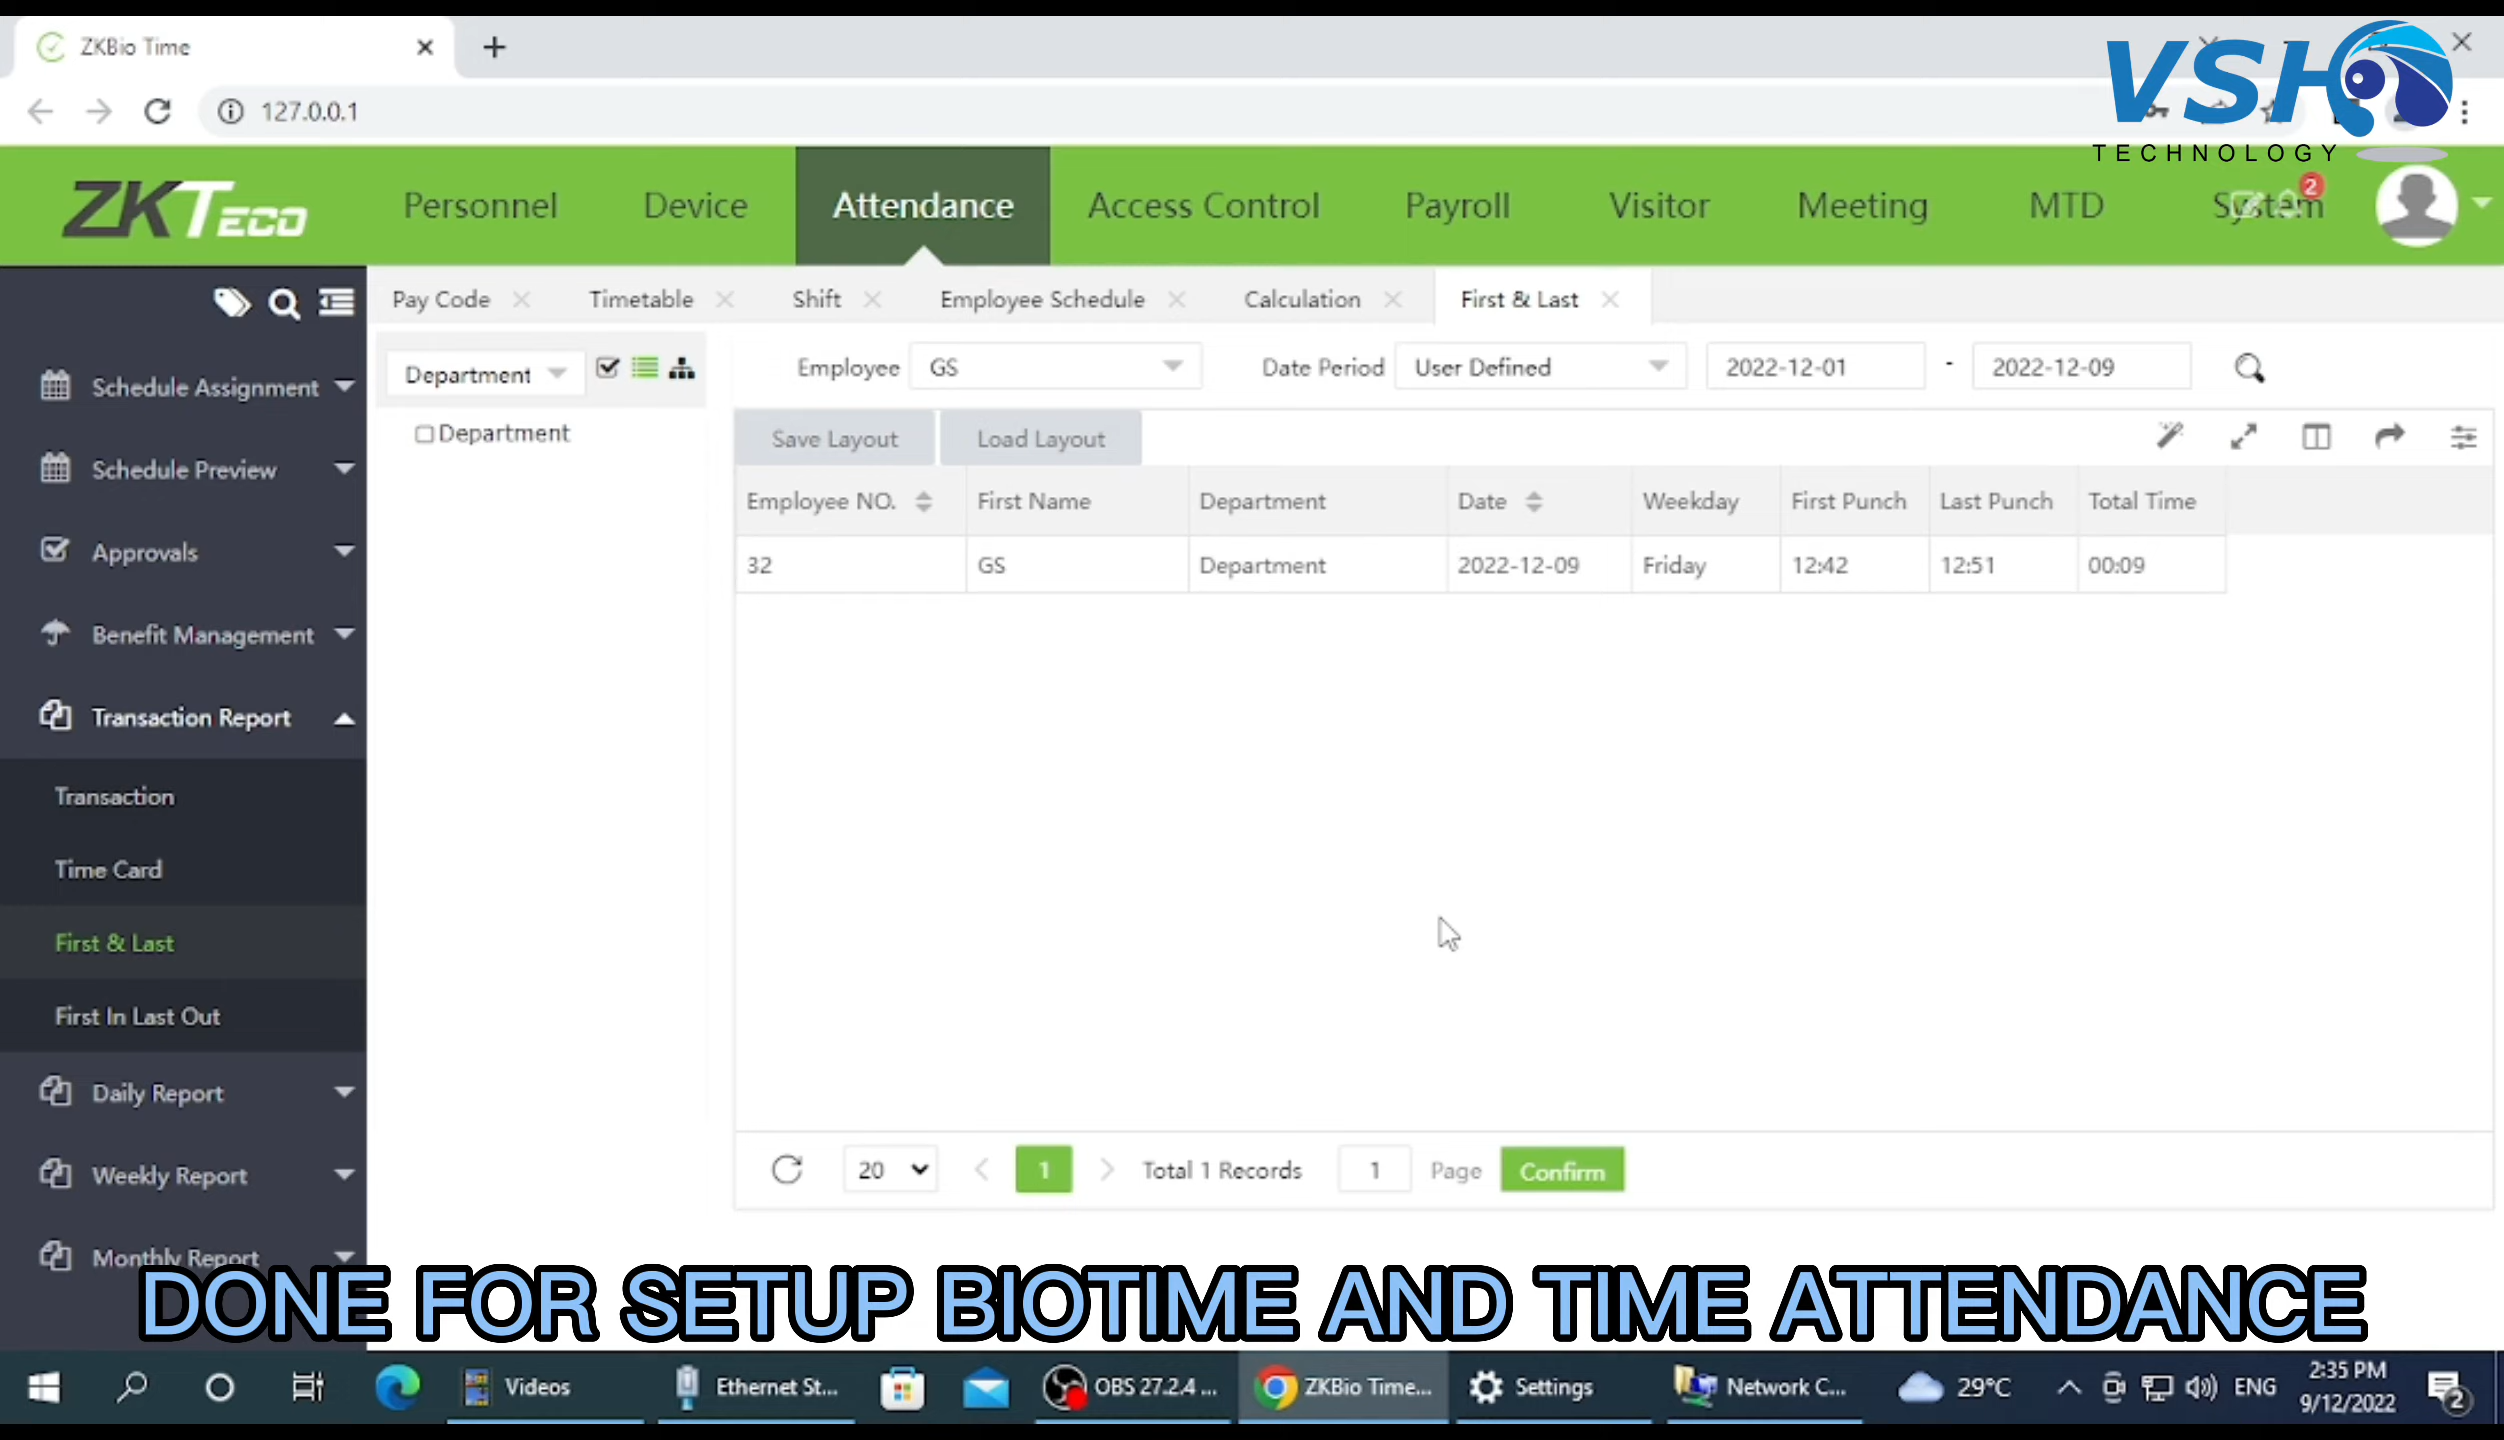 ZKBio Time
127.0.0.1
VSH
TECHNOLOGY
ZKTECO
Personnel
Device
Attendance
Access Control
Payroll
Visitor
Meeting
MTD
System
2
Pay Code
Timetable
Shift
Employee Schedule
Calculation
First & Last
Schedule Assignment
Schedule Preview
Approvals
Benefit Management
Transaction Report
Transaction
Time Card
First & Last
First In Last Out
Daily Report
Weekly Report
Monthly Report
Department
Department
Employee GS Date Period User Defined 2022-12-01 - 2022-12-09
Save Layout Load Layout
Employee NO. First Name Department Date Weekday First Punch Last Punch Total Time
32 GS Department 2022-12-09 Friday 12:42 12:51 00:09
20 1 Total 1 Records 1 Page Confirm
DONE FOR SETUP BIOTIME AND TIME ATTENDANCE
Videos
Ethernet St...
OBS 27.2.4 ...
ZKBio Time...
Settings
Network C...
29°C
ENG
2:35 PM
9/12/2022
2